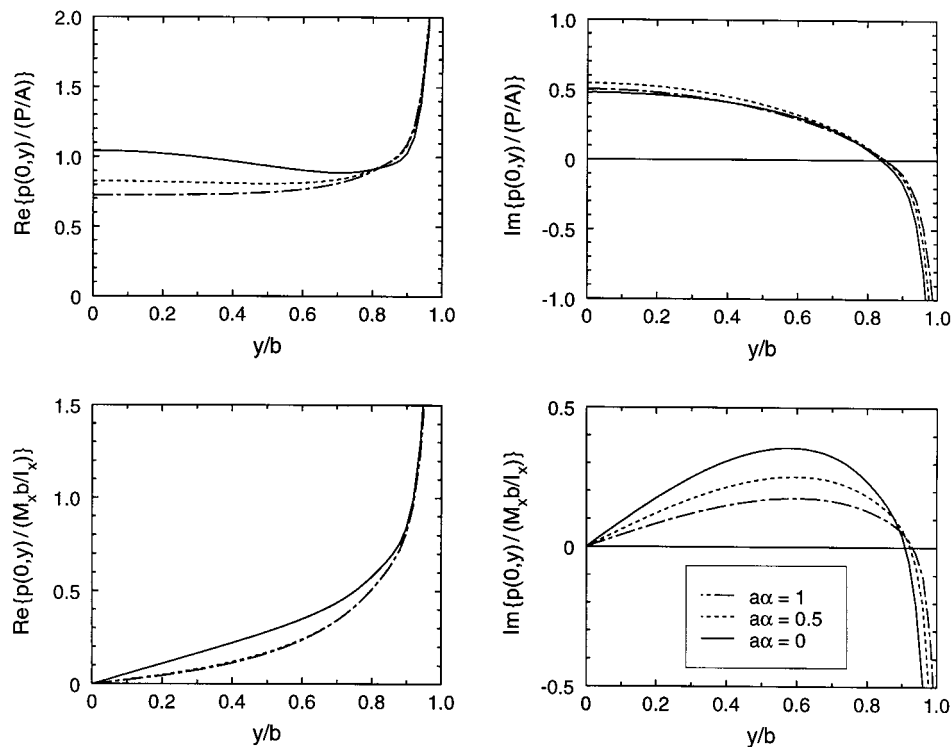 2.0
1.5
1.0
0.5
0
Re{p(0,y)/(P/A)}
0 0.2 0.4 0.6 0.8 1.0
y/b
1.0
0.5
0
-0.5
-1.0
Im{p(0,y)/(P/A)}
0 0.2 0.4 0.6 0.8 1.0
y/b
1.5
1.0
0.5
0
Re{p(0,y)/(Mₓb/Iₓ)}
0 0.2 0.4 0.6 0.8 1.0
y/b
0.5
0
-0.5
Im{p(0,y)/(Mₓb/Iₓ)}
aα = 1
aα = 0.5
aα = 0
0 0.2 0.4 0.6 0.8 1.0
y/b